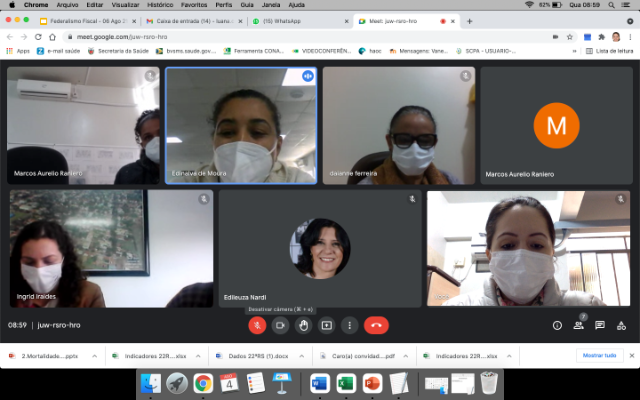 Chrome Arquivo Editar Visualizar Histórico Favoritos Perfis Guia Janela Ajuda 62% Qua 08:59
Federalismo Fiscal - 06 Ago 2 Caixa de entrada (14) - luara (15) WhatsApp Meet: juw-rsro-hro
meet.google.com/juw-rsro-hro
Apps e-mail saúde Secretaria da Saúde bvsms.saude.gov... Ferramenta CONA... VIDEOCONFERÊN... haoc Mensagens: Vane... SCPA - USUARIO-... Lista de leitura
M
Marcos Aurelio Raniero Edinalva de Moura daianne ferreira Marcos Aurelio Raniero
Ingrid Iraides Edileuza Nardi
Desativar câmera (⌘ + e)
08:59 | juw-rsro-hro 7
2.Mortalidade....pptx Indicadores 22R....xlsx Dados 22ªRS (1).docx Caro(a) convidad....pdf Indicadores 22R....xlsx Mostrar tudo
4